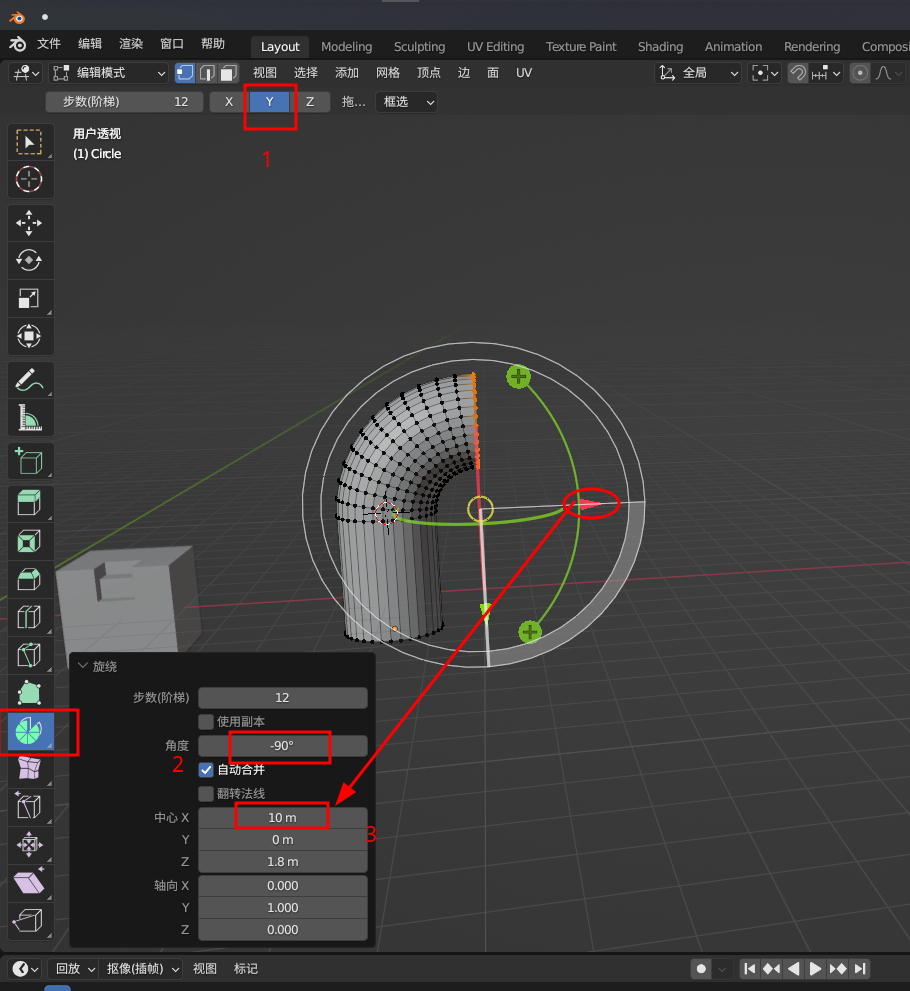 文件 编辑 渲染 窗口 帮助 Layout Modeling Sculpting UV Editing Texture Paint Shading Animation Rendering Composi
编辑模式 视图 选择 添加 网格 顶点 边 面 UV 全局
步数(阶梯) 12 X Y Z 拖... 框选
用户透视
(1) Circle
1
旋绕
步数(阶梯) 12
使用副本
角度 -90°
2
自动合并
翻转法线
中心 X 10 m
3
Y 0 m
Z 1.8 m
轴向 X 0.000
Y 1.000
Z 0.000
回放 抠像(插帧) 视图 标记